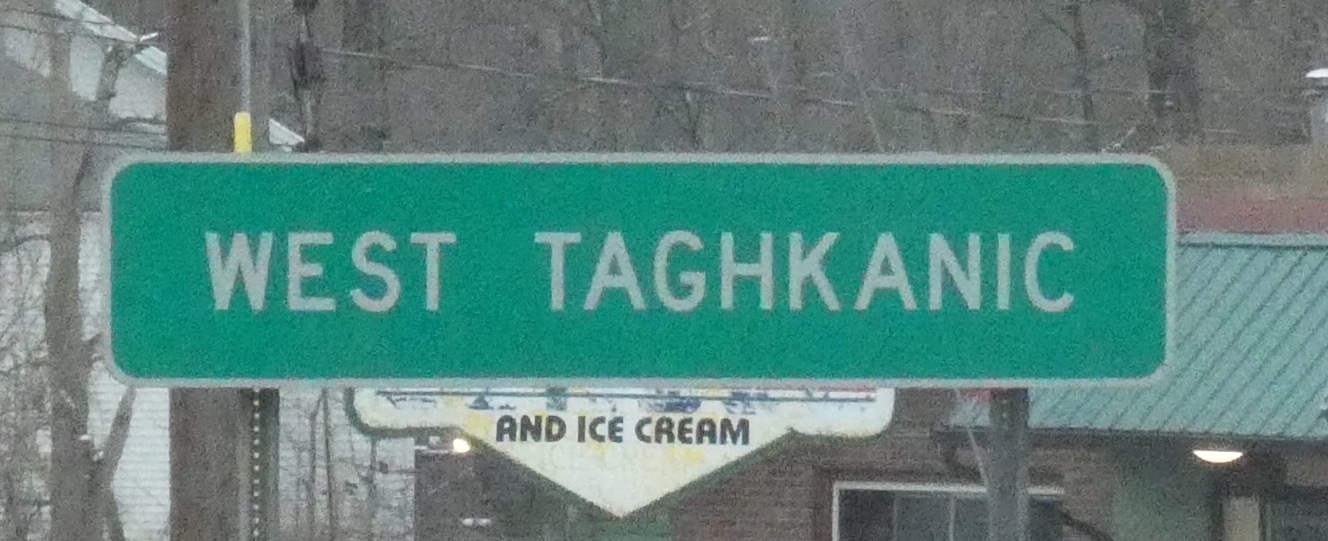 WEST TAGHKANIC
AND ICE CREAM